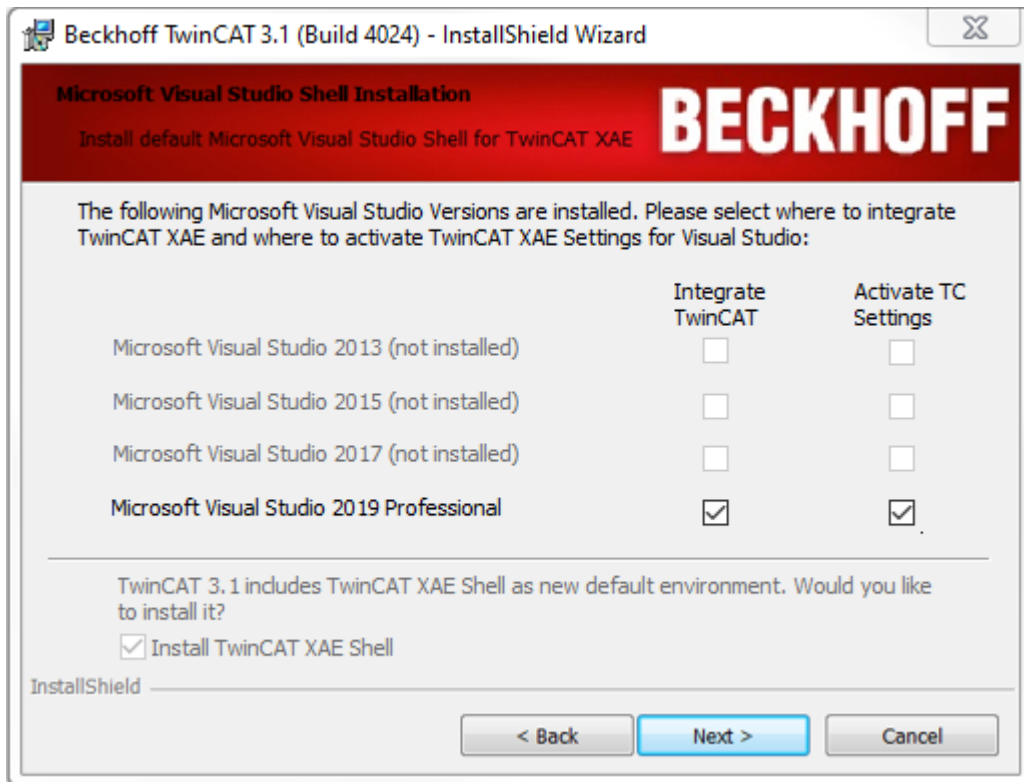 Beckhoff TwinCAT 3.1 (Build 4024) - InstallShield Wizard
Microsoft Visual Studio Shell Installation
Install default Microsoft Visual Studio Shell for TwinCAT XAE
BECKHOFF
The following Microsoft Visual Studio Versions are installed. Please select where to integrate
TwinCAT XAE and where to activate TwinCAT XAE Settings for Visual Studio:
Integrate
TwinCAT
Activate TC
Settings
Microsoft Visual Studio 2013 (not installed)
Microsoft Visual Studio 2015 (not installed)
Microsoft Visual Studio 2017 (not installed)
Microsoft Visual Studio 2019 Professional
TwinCAT 3.1 includes TwinCAT XAE Shell as new default environment. Would you like
to install it?
Install TwinCAT XAE Shell
InstallShield
< Back
Next >
Cancel